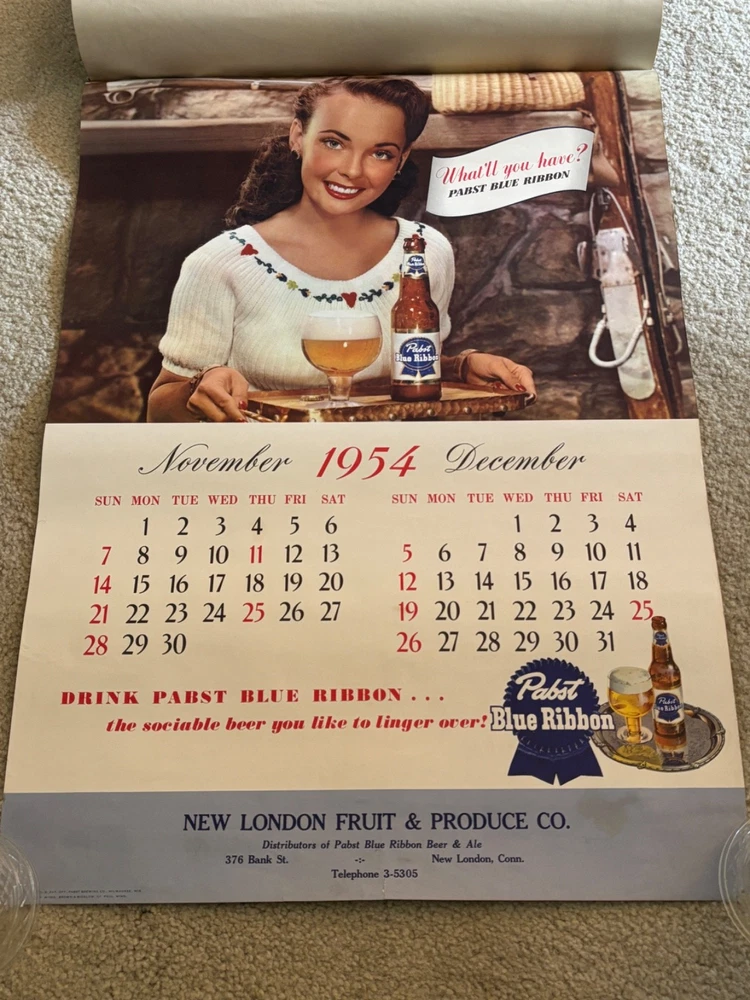 What'll you have?
PABST BLUE RIBBON
Pabst
Blue Ribbon
November 1954 December
SUN MON TUE WED THU FRI SAT SUN MON TUE WED THU FRI SAT
1 2 3 4 5 6 1 2 3 4
7 8 9 10 11 12 13 5 6 7 8 9 10 11
14 15 16 17 18 19 20 12 13 14 15 16 17 18
21 22 23 24 25 26 27 19 20 21 22 23 24 25
28 29 30 26 27 28 29 30 31
DRINK PABST BLUE RIBBON . . .
the sociable beer you like to linger over!
Pabst
Blue Ribbon
Pabst
NEW LONDON FRUIT & PRODUCE CO.
Distributors of Pabst Blue Ribbon Beer & Ale
376 Bank St. -:- New London, Conn.
Telephone 3-5305